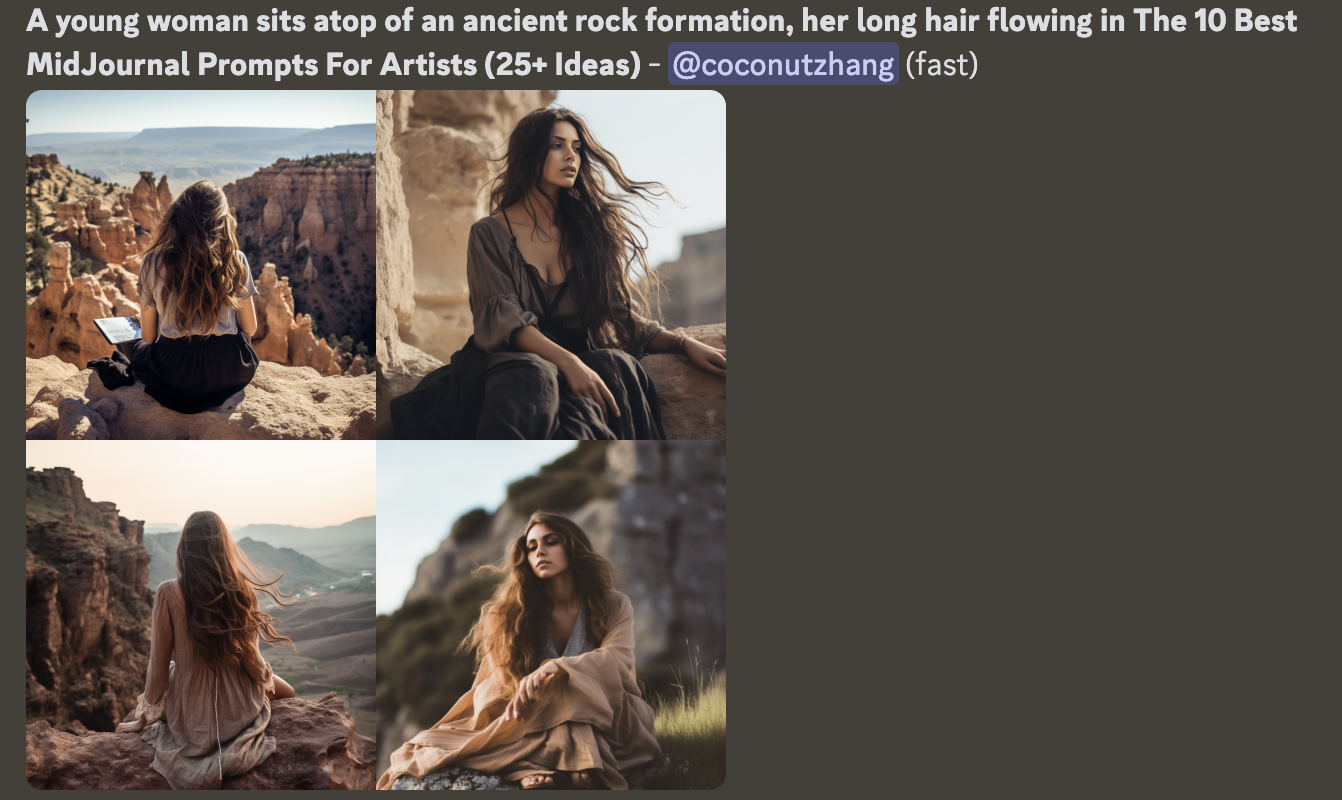 A young woman sits atop of an ancient rock formation, her long hair flowing in The 10 Best
MidJournal Prompts For Artists (25+ Ideas) - @coconutzhang (fast)